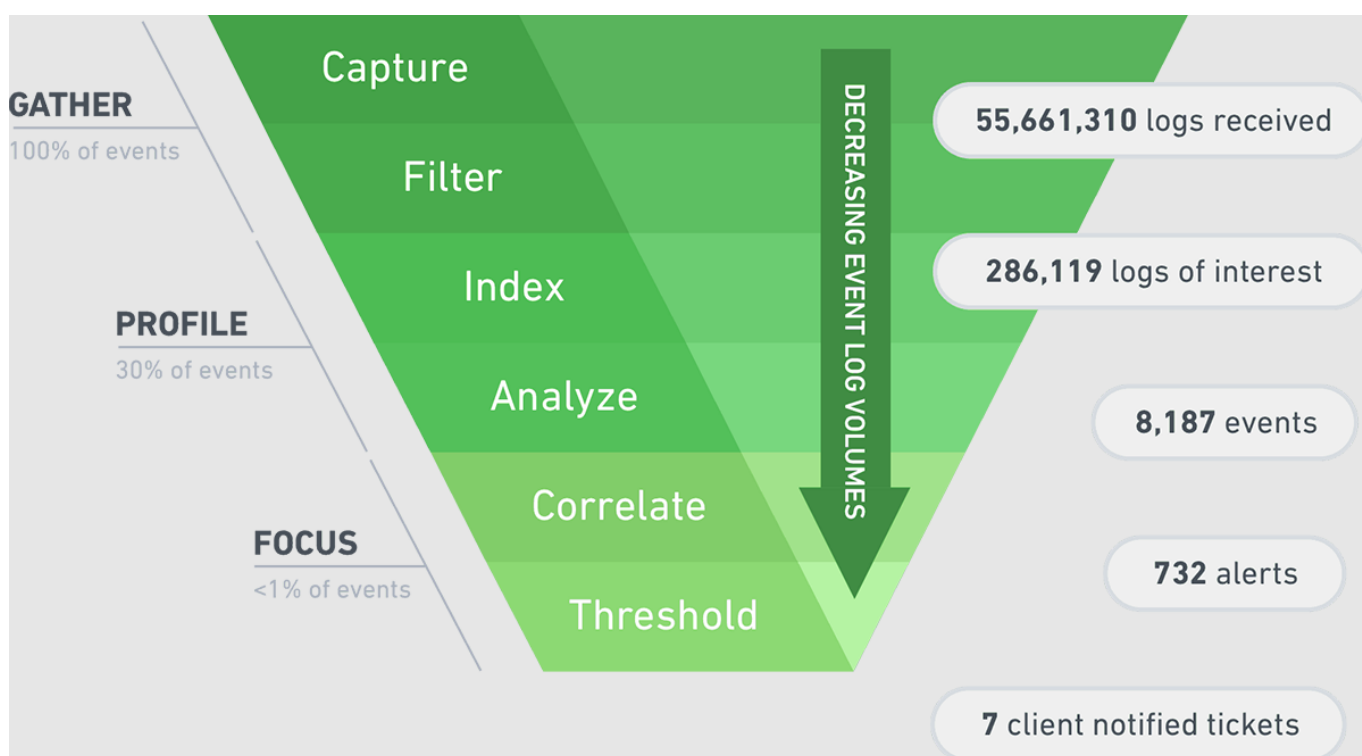 Capture
GATHER
100% of events
Filter
Index
PROFILE
30% of events
Analyze
Correlate
FOCUS
<1% of events
Threshold
DECREASING EVENT LOG VOLUMES
55,661,310 logs received
286,119 logs of interest
8,187 events
732 alerts
7 client notified tickets